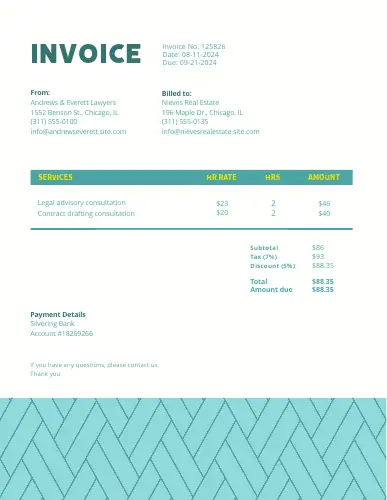 INVOICE
Invoice No. 125826
Date: 08-11-2024
Due: 09-21-2024
From:
Andrews & Everett Lawyers
1552 Benson St., Chicago, IL
(311) 555-0100
info@andrewseverett.site.com
Billed to:
Nieves Real Estate
196 Maple Dr., Chicago. IL
(311) 555-0135
info@nievesrealestate.site.com
SERVICES HR RATE HRS AMOUNT
Legal advisory consultation $23 2 $46
Contract drafting consultation $20 2 $40
Subtotal $86
Tax (7%) $93
Discount (5%) $88.35
Total $88.35
Amount due $88.35
Payment Details
Silvering Bank
Account #18269266
If you have any questions, please contact us.
Thank you